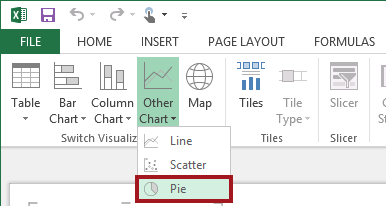 FILE HOME INSERT PAGE LAYOUT FORMULAS
Table Bar Chart Column Chart Other Chart Map Tiles Tile Type Slicer
Switch Visualiz Tiles Slicer
Line
Scatter
Pie